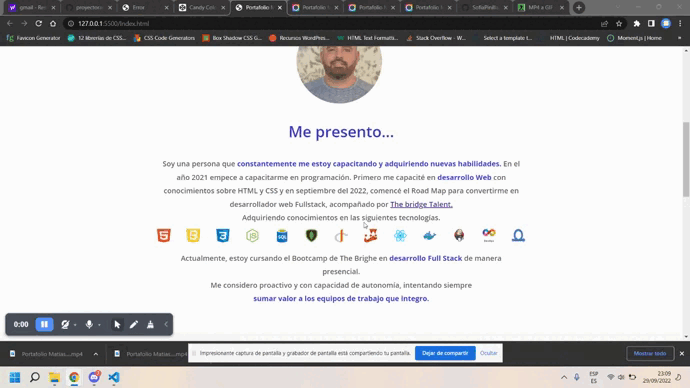 gmail - Re
proyectos
Error
Candy Col
Portafolio M
Portafolio M
Portafolio M
Portafolio M
SofiaPedro
MP4 a GIF
127.0.0.1:5500/Index.html
Favicon Generator
12 librerías de CSS...
CSS Code Generators
Box Shadow CSS G...
Recursos WordPres...
HTML Text Formatti...
Stack Overflow - W...
Select a template t...
HTML | Codecademy
Moment.js | Home
Me presento...
Soy una persona que constantemente me estoy capacitando y adquiriendo nuevas habilidades. En el
año 2021 empece a capacitarme en programación. Primero me capacité en desarrollo Web con
conocimientos sobre HTML y CSS y en septiembre del 2022, comencé el Road Map para convertirme en
desarrollador web Fullstack, acompañado por The bridge Talent.
Adquiriendo conocimientos en las siguientes tecnologías.
Actualmente, estoy cursando el Bootcamp de The Brighe en desarrollo Full Stack de manera
presencial.
Me considero proactivo y con capacidad de autonomía, intentando siempre
sumar valor a los equipos de trabajo que integro.
0:00
Portafolio Matias....mp4
Portafolio Matias....mp4
Impresionante captura de pantalla y grabador de pantalla está compartiendo tu pantalla.
Dejar de compartir
Ocultar
Mostrar todo
ESP
ES
23:09
29/09/2022